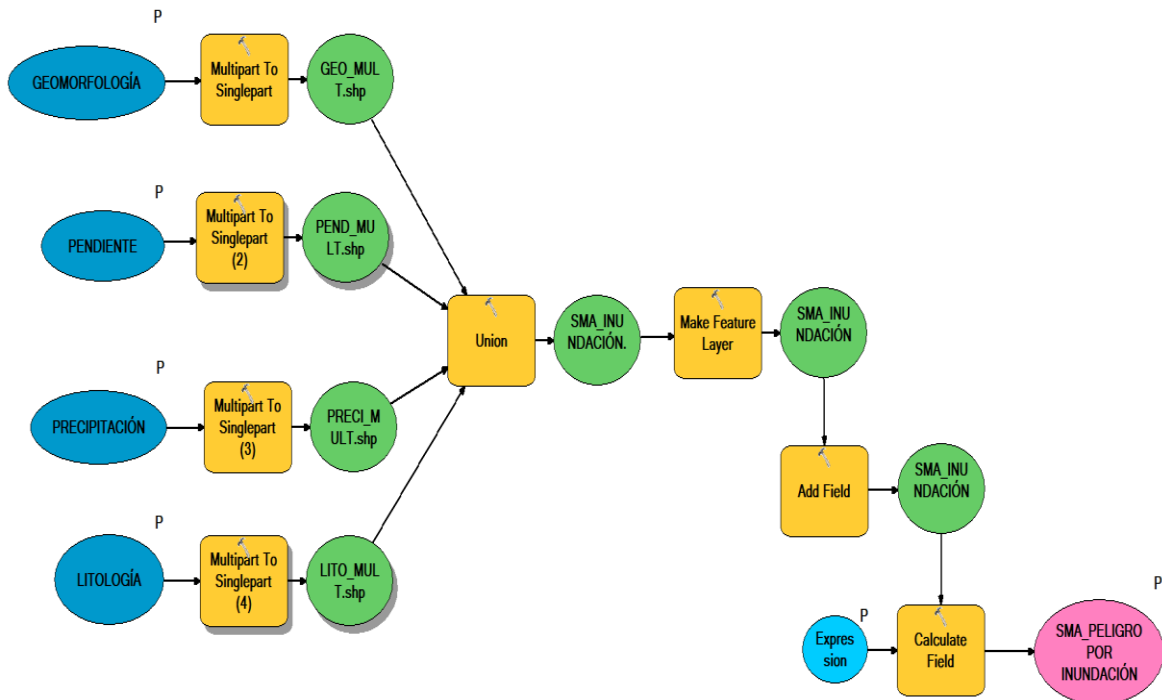 P
GEOMORFOLOGÍA
Multipart To
Singlepart
GEO_MUL
T.shp
P
PENDIENTE
Multipart To
Singlepart
(2)
PEND_MU
LT.shp
Union
SMA_INU
NDACIÓN.
Make Feature
Layer
SMA_INU
NDACIÓN
P
PRECIPITACIÓN
Multipart To
Singlepart
(3)
PRECI_M
ULT.shp
Add Field
SMA_INU
NDACIÓN
P
LITOLOGÍA
Multipart To
Singlepart
(4)
LITO_MUL
T.shp
P
Expres
sion
Calculate
Field
P
SMA_PELIGRO
POR
INUNDACIÓN